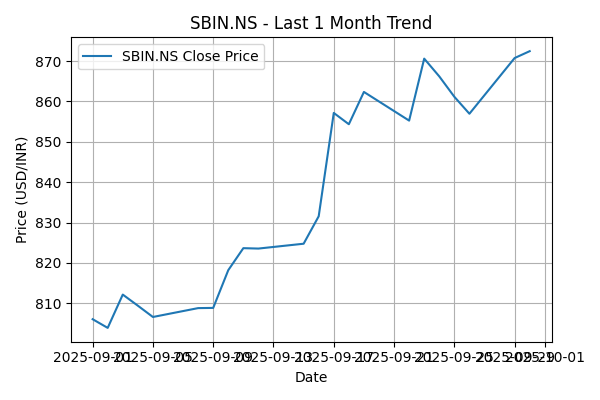 SBIN.NS - Last 1 Month Trend
SBIN.NS Close Price
Price (USD/INR)
870
860
850
840
830
820
810
2025-09-01 2025-09-05 2025-09-09 2025-09-13 2025-09-17 2025-09-21 2025-09-25 2025-09-29 2025-10-01
Date